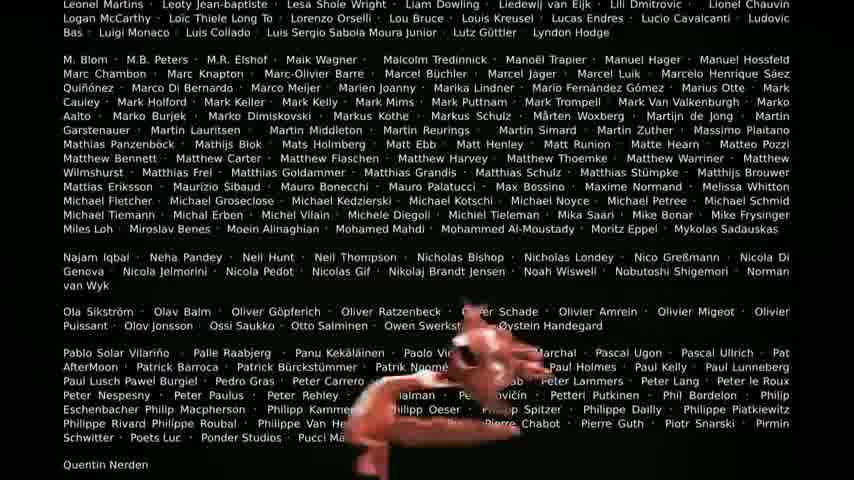 Leonel Martins · Leoty Jean-baptiste · Lesa Shole Wright · Liam Dowling · Liedewij van Eijk · Lili Dmitrovic · Lionel Chauvin
Logan McCarthy · Loïc Thiele Long To · Lorenzo Orselli · Lou Bruce · Louis Kreusel · Lucas Endres · Lucio Cavalcanti · Ludovic
Bas · Luigi Monaco · Luis Collado · Luis Sergio Saboia Moura Junior · Lutz Güttler · Lyndon Hodge
M. Blom · M.B. Peters · M.R. Elshof · Maik Wagner · Malcolm Tredinnick · Manoël Trapier · Manuel Hager · Manuel Hossfeld
Marc Chambon · Marc Knapton · Marc-Olivier Barre · Marcel Büchler · Marcel Jäger · Marcel Luik · Marcelo Henrique Sáez
Quiñónez · Marco Di Bernardo · Marco Meijer · Marien Joanny · Marika Lindner · Mario Fernández Gómez · Marius Otte · Mark
Cauley · Mark Holford · Mark Keller · Mark Kelly · Mark Mims · Mark Puttnam · Mark Trompell · Mark Van Valkenburgh · Marko
Aalto · Marko Burjek · Marko Dimiskovski · Markus Kothe · Markus Schulz · Mårten Woxberg · Martijn de Jong · Martin
Garstenauer · Martin Lauritsen · Martin Middleton · Martin Reurings · Martin Simard · Martin Zuther · Massimo Plaitano
Mathias Panzenböck · Mathijs Blok · Mats Holmberg · Matt Ebb · Matt Henley · Matt Runion · Matte Hearn · Matteo Pozzi
Matthew Bennett · Matthew Carter · Matthew Flaschen · Matthew Harvey · Matthew Thoemke · Matthew Warriner · Matthew
Wilmshurst · Matthias Frei · Matthias Goldammer · Matthias Grandis · Matthias Schulz · Matthias Stümpke · Matthijs Brouwer
Mattias Eriksson · Maurizio Sibaud · Mauro Bonecchi · Mauro Palatucci · Max Bossino · Maxime Normand · Melissa Whitton
Michael Fletcher · Michael Groseclose · Michael Kedzierski · Michael Kotschi · Michael Noyce · Michael Petree · Michael Schmid
Michael Tiemann · Michal Erben · Michel Vilain · Michele Diegoli · Michiel Tieleman · Mika Saari · Mike Bonar · Mike Frysinger
Miles Loh · Miroslav Benes · Moein Alinaghian · Mohamed Mahdi · Mohammed Al-Moustady · Moritz Eppel · Mykolas Sadauskas
Najam Iqbal · Neha Pandey · Neil Hunt · Neil Thompson · Nicholas Bishop · Nicholas Londey · Nico Greßmann · Nicola Di
Genova · Nicola Jelmorini · Nicola Pedot · Nicolas Gif · Nikolaj Brandt Jensen · Noah Wiswell · Nobutoshi Shigemori · Norman
van Wyk
Ola Sikström · Olav Balm · Oliver Göpferich · Oliver Ratzenbeck · Schade · Olivier Amrein · Olivier Migeot · Olivier
Puissant · Olov Jonsson · Ossi Saukko · Otto Salminen · Owen Øystein Handegard
Pablo Solar Vilariño · Palle Raabjerg · Panu Kekäläinen · Paolo Marchal · Pascal Ugon · Pascal Ullrich · Pat
AfterMoon · Patrick Barroca · Patrick Bürckstümmer · Patrik Paul Holmes · Paul Kelly · Paul Lunneberg
Paul Lusch Pawel Burgiel · Pedro Gras · Peter Carrero · Peter Lammers · Peter Lang · Peter le Roux
Peter Nespesny · Peter Paulus · Peter Rehley · Petteri Putkinen · Phil Bordelon · Philip
Eschenbacher Philip Macpherson · Philipp Oeser · Spitzer · Philippe Dailly · Philippe Piatkiewitz
Philippe Rivard Philippe Roubal · Philippe Van Pierre Chabot · Pierre Guth · Piotr Snarski · Pirmin
Schwitter · Poets Luc · Ponder Studios · Pucci
Quentin Nerden